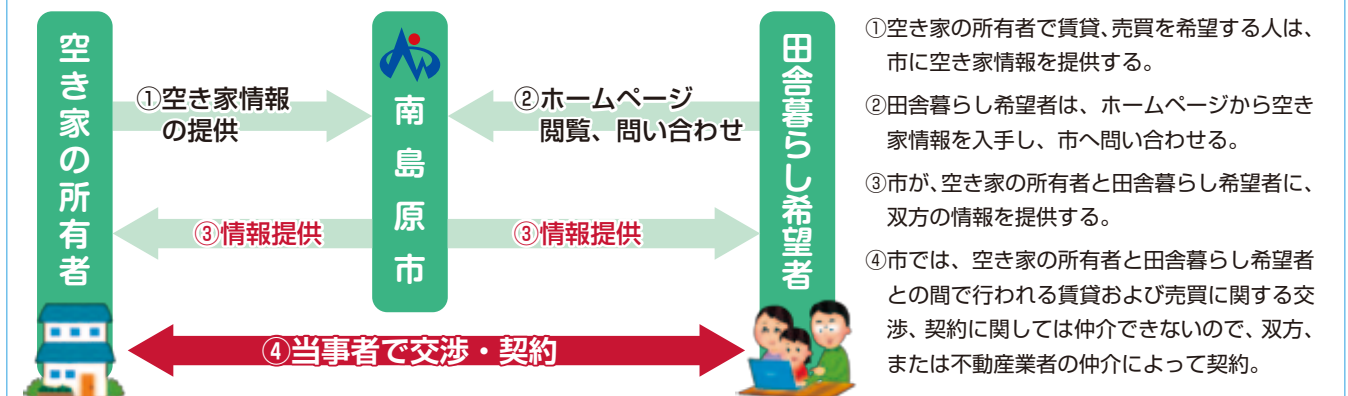 空き家の所有者
①空き家情報
の提供
南島原市
②ホームページ
閲覧、問い合わせ
田舎暮らし希望者
③情報提供
③情報提供
④当事者で交渉・契約
①空き家の所有者で賃貸、売買を希望する人は、
市に空き家情報を提供する。
②田舎暮らし希望者は、ホームページから空き
家情報を入手し、市へ問い合わせる。
③市が、空き家の所有者と田舎暮らし希望者に、
双方の情報を提供する。
④市では、空き家の所有者と田舎暮らし希望者
との間で行われる賃貸および売買に関する交
渉、契約に関しては仲介できないので、双方、
または不動産業者の仲介によって契約。